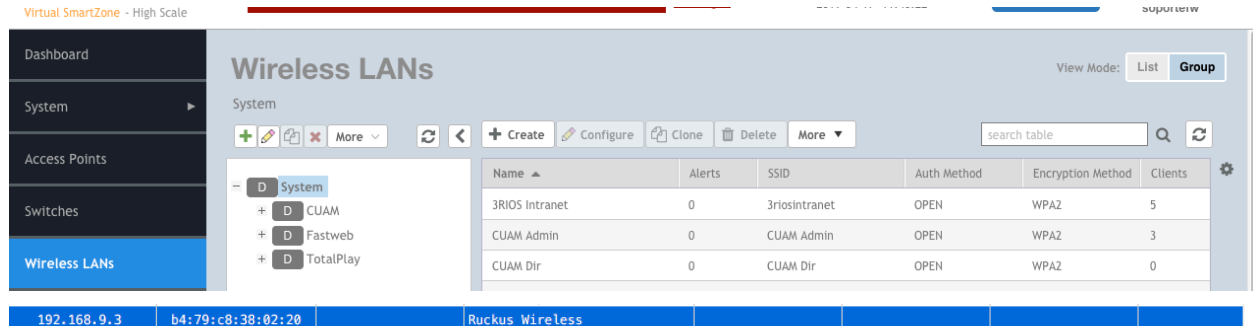 Virtual SmartZone - High Scale
soporterw
Dashboard
System
Access Points
Switches
Wireless LANs
Wireless LANs
View Mode: List Group
System
More
Create Configure Clone Delete More
search table
Name Alerts SSID Auth Method Encryption Method Clients
D System
D CUAM
D Fastweb
D TotalPlay
3RIOS Intranet 0 3riosintranet OPEN WPA2 5
CUAM Admin 0 CUAM Admin OPEN WPA2 3
CUAM Dir 0 CUAM Dir OPEN WPA2 0
192.168.9.3 b4:79:c8:38:02:20 Ruckus Wireless